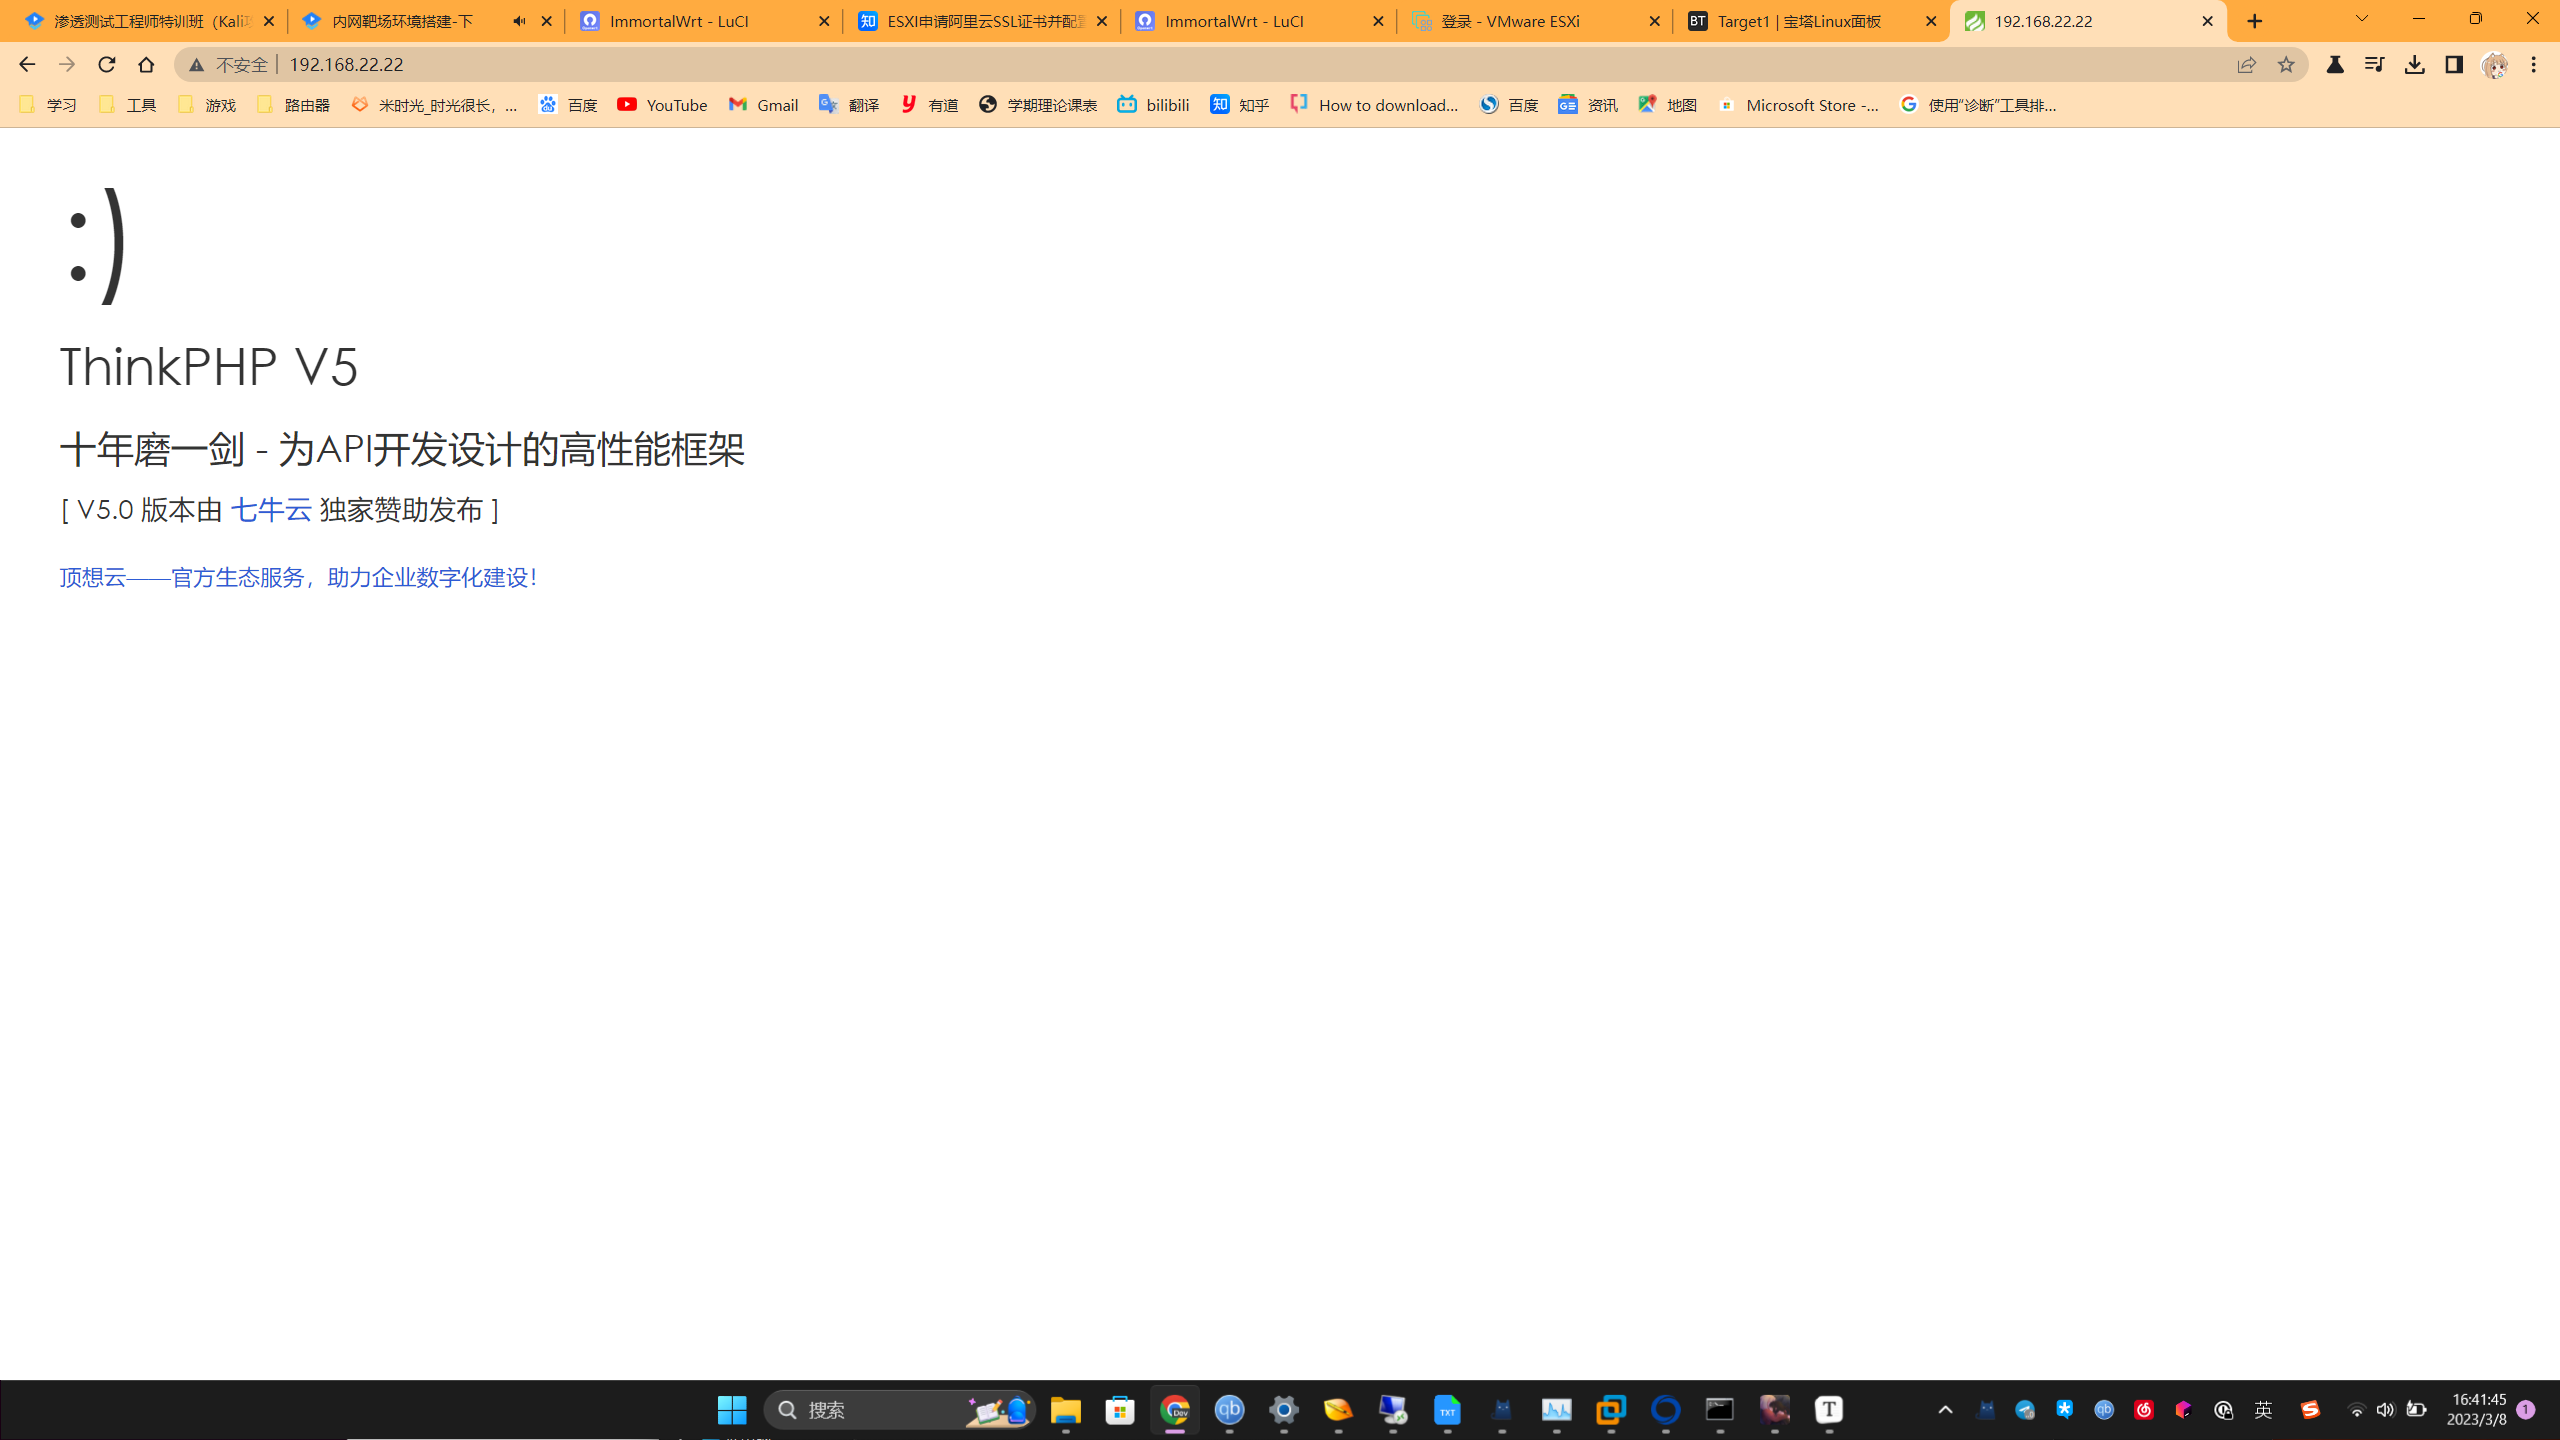 渗透测试工程师特训班（Kali
内网靶场环境搭建-下
ImmortalWrt - LuCI
知
ESXI申请阿里云SSL证书并配
ImmortalWrt - LuCI
登录 - VMware ESXi
BT
Target1 | 宝塔Linux面板
192.168.22.22
不安全
192.168.22.22
学习
工具
游戏
路由器
米时光_时光很长，...
百度
YouTube
Gmail
翻译
有道
学期理论课表
bilibili
知
知乎
How to download...
百度
资讯
地图
Microsoft Store -...
使用“诊断”工具排...
:)
ThinkPHP V5
十年磨一剑 - 为API开发设计的高性能框架
[ V5.0 版本由 七牛云 独家赞助发布 ]
顶想云——官方生态服务，助力企业数字化建设！
搜索
Dev
qb
TXT
T
qb
英
16:41:45
2023/3/8
1